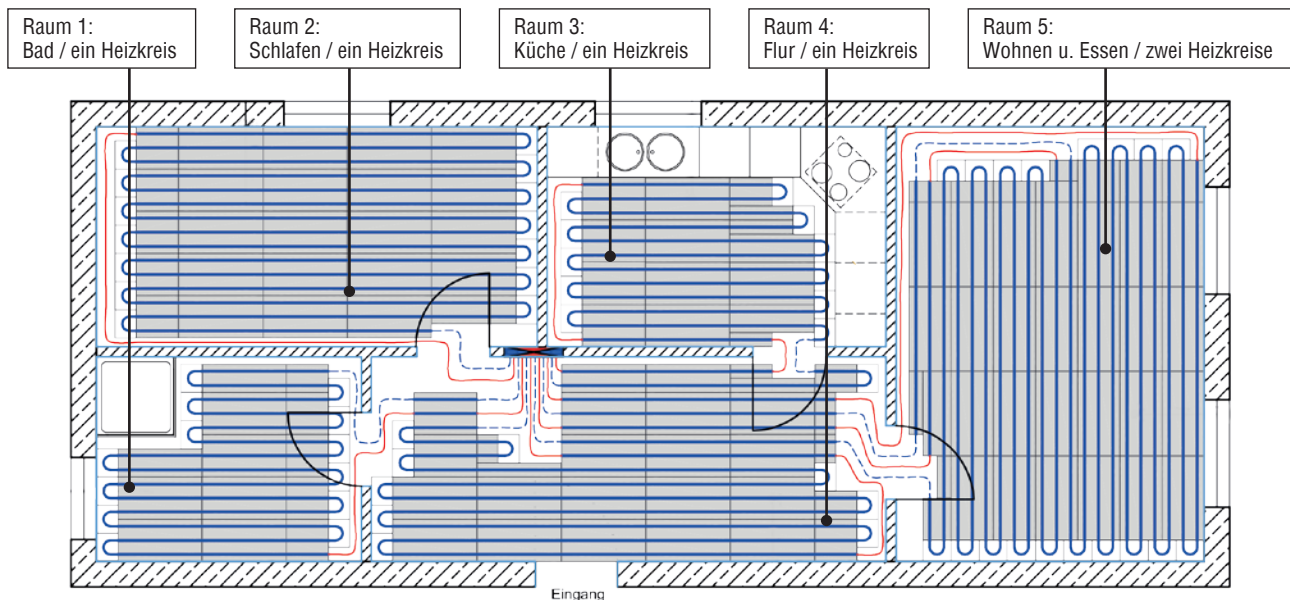 Raum 1:
Bad / ein Heizkreis
Raum 2:
Schlafen / ein Heizkreis
Raum 3:
Küche / ein Heizkreis
Raum 4:
Flur / ein Heizkreis
Raum 5:
Wohnen u. Essen / zwei Heizkreise
Eingang